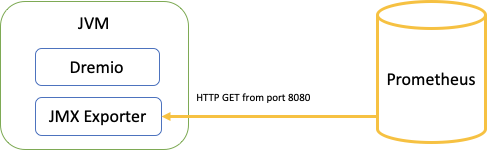 JVM
Dremio
JMX Exporter
HTTP GET from port 8080
Prometheus